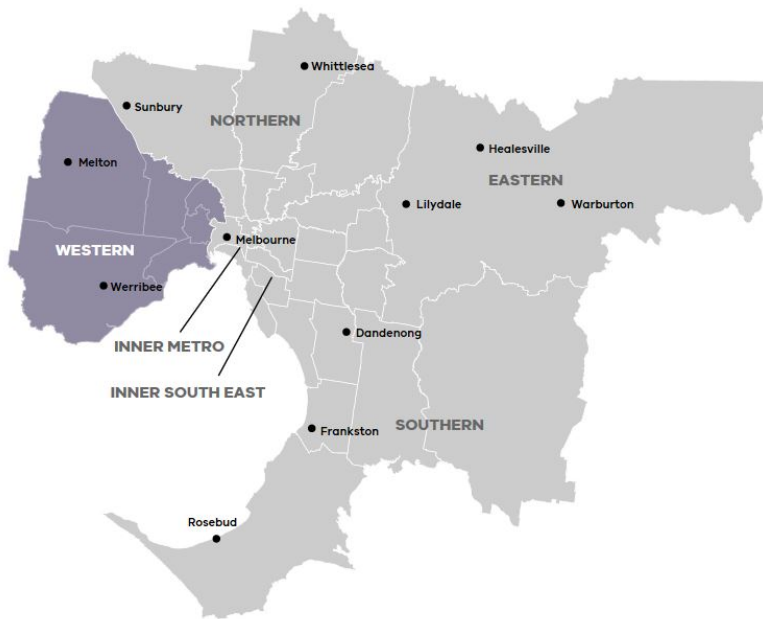 Whittlesea
Sunbury
NORTHERN
Healesville
Melton
EASTERN
Lilydale
Warburton
Melbourne
WESTERN
Werribee
Dandenong
INNER METRO
INNER SOUTH EAST
SOUTHERN
Frankston
Rosebud